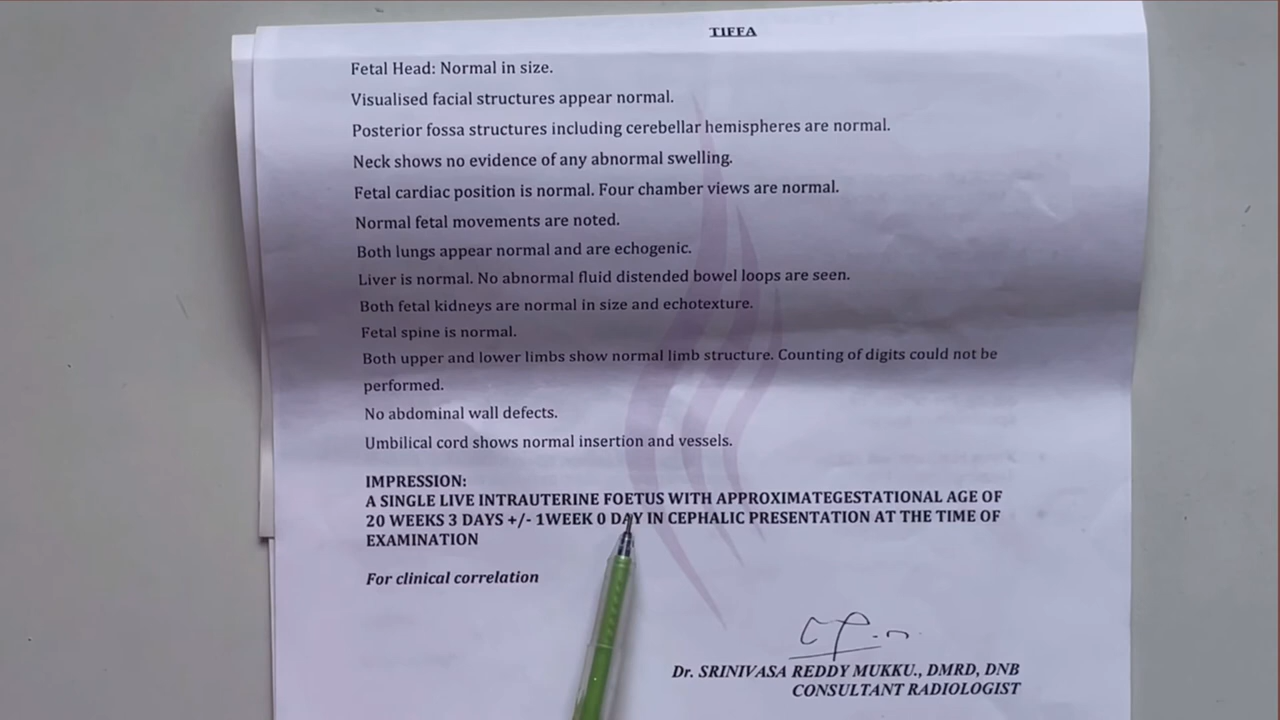 TIFFA
Fetal Head: Normal in size.
Visualised facial structures appear normal.
Posterior fossa structures including cerebellar hemispheres are normal.
Neck shows no evidence of any abnormal swelling.
Fetal cardiac position is normal. Four chamber views are normal.
Normal fetal movements are noted.
Both lungs appear normal and are echogenic.
Liver is normal. No abnormal fluid distended bowel loops are seen.
Both fetal kidneys are normal in size and echotexture.
Fetal spine is normal.
Both upper and lower limbs show normal limb structure. Counting of digits could not be
performed.
No abdominal wall defects.
Umbilical cord shows normal insertion and vessels.
IMPRESSION:
A SINGLE LIVE INTRAUTERINE FOETUS WITH APPROXIMATEGESTATIONAL AGE OF
20 WEEKS 3 DAYS +/- 1WEEK 0 DAY IN CEPHALIC PRESENTATION AT THE TIME OF
EXAMINATION
For clinical correlation
Dr. SRINIVASA REDDY MUKKU., DMRD, DNB
CONSULTANT RADIOLOGIST